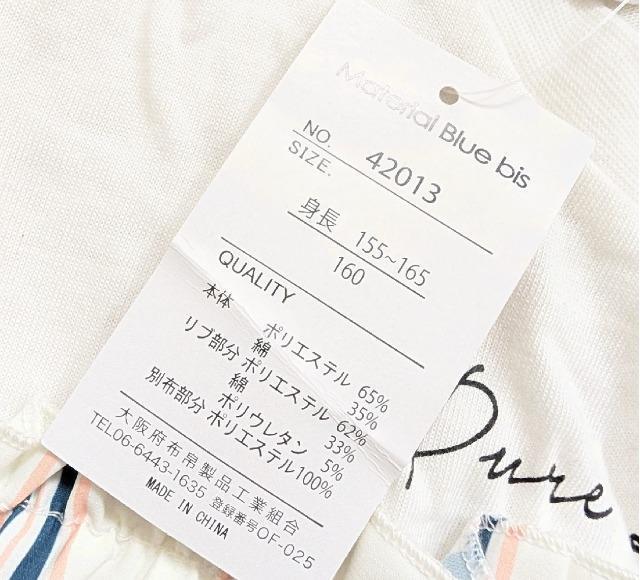 Material Blue bis
NO. 42013
SIZE.
身長 155~165
160
QUALITY
本体 ポリエステル 65%
綿 35%
リブ部分 ポリエステル 62%
綿 33%
ポリウレタン 5%
別布部分 ポリエステル100%
大阪府布帛製品工業組合
TEL06-6443-1635 登録番号OF-025
MADE IN CHINA
Pure